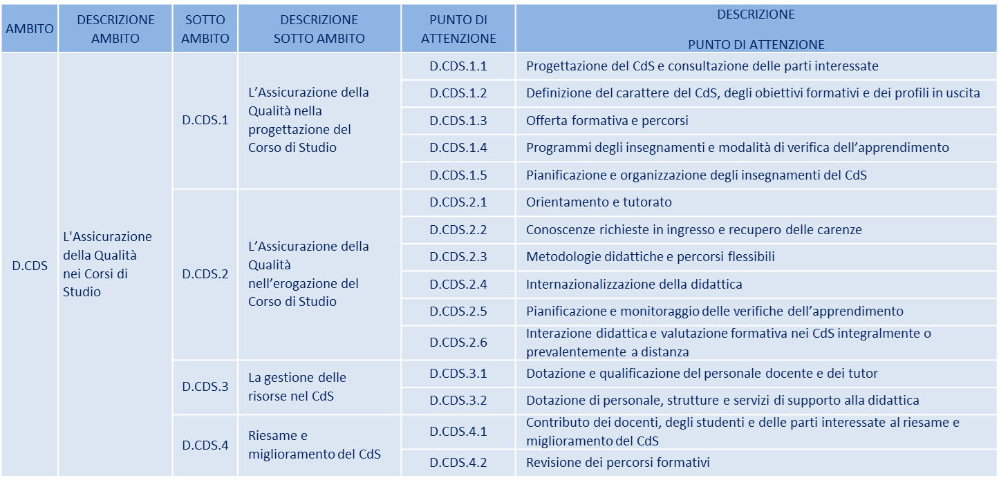 AMBITO
DESCRIZIONE
AMBITO
SOTTO
AMBITO
DESCRIZIONE
SOTTO AMBITO
PUNTO DI
ATTENZIONE
DESCRIZIONE
PUNTO DI ATTENZIONE
D.CDS
L'Assicurazione
della Qualità
nei Corsi di
Studio
D.CDS.1
L’Assicurazione della
Qualità nella
progettazione del
Corso di Studio
D.CDS.1.1
Progettazione del CdS e consultazione delle parti interessate
D.CDS.1.2
Definizione del carattere del CdS, degli obiettivi formativi e dei profili in uscita
D.CDS.1.3
Offerta formativa e percorsi
D.CDS.1.4
Programmi degli insegnamenti e modalità di verifica dell’apprendimento
D.CDS.1.5
Pianificazione e organizzazione degli insegnamenti del CdS
D.CDS.2
L’Assicurazione della
Qualità
nell’erogazione del
Corso di Studio
D.CDS.2.1
Orientamento e tutorato
D.CDS.2.2
Conoscenze richieste in ingresso e recupero delle carenze
D.CDS.2.3
Metodologie didattiche e percorsi flessibili
D.CDS.2.4
Internazionalizzazione della didattica
D.CDS.2.5
Pianificazione e monitoraggio delle verifiche dell’apprendimento
D.CDS.2.6
Interazione didattica e valutazione formativa nei CdS integralmente o
prevalentemente a distanza
D.CDS.3
La gestione delle
risorse nel CdS
D.CDS.3.1
Dotazione e qualificazione del personale docente e dei tutor
D.CDS.3.2
Dotazione di personale, strutture e servizi di supporto alla didattica
D.CDS.4
Riesame e
miglioramento del CdS
D.CDS.4.1
Contributo dei docenti, degli studenti e delle parti interessate al riesame e
miglioramento del CdS
D.CDS.4.2
Revisione dei percorsi formativi